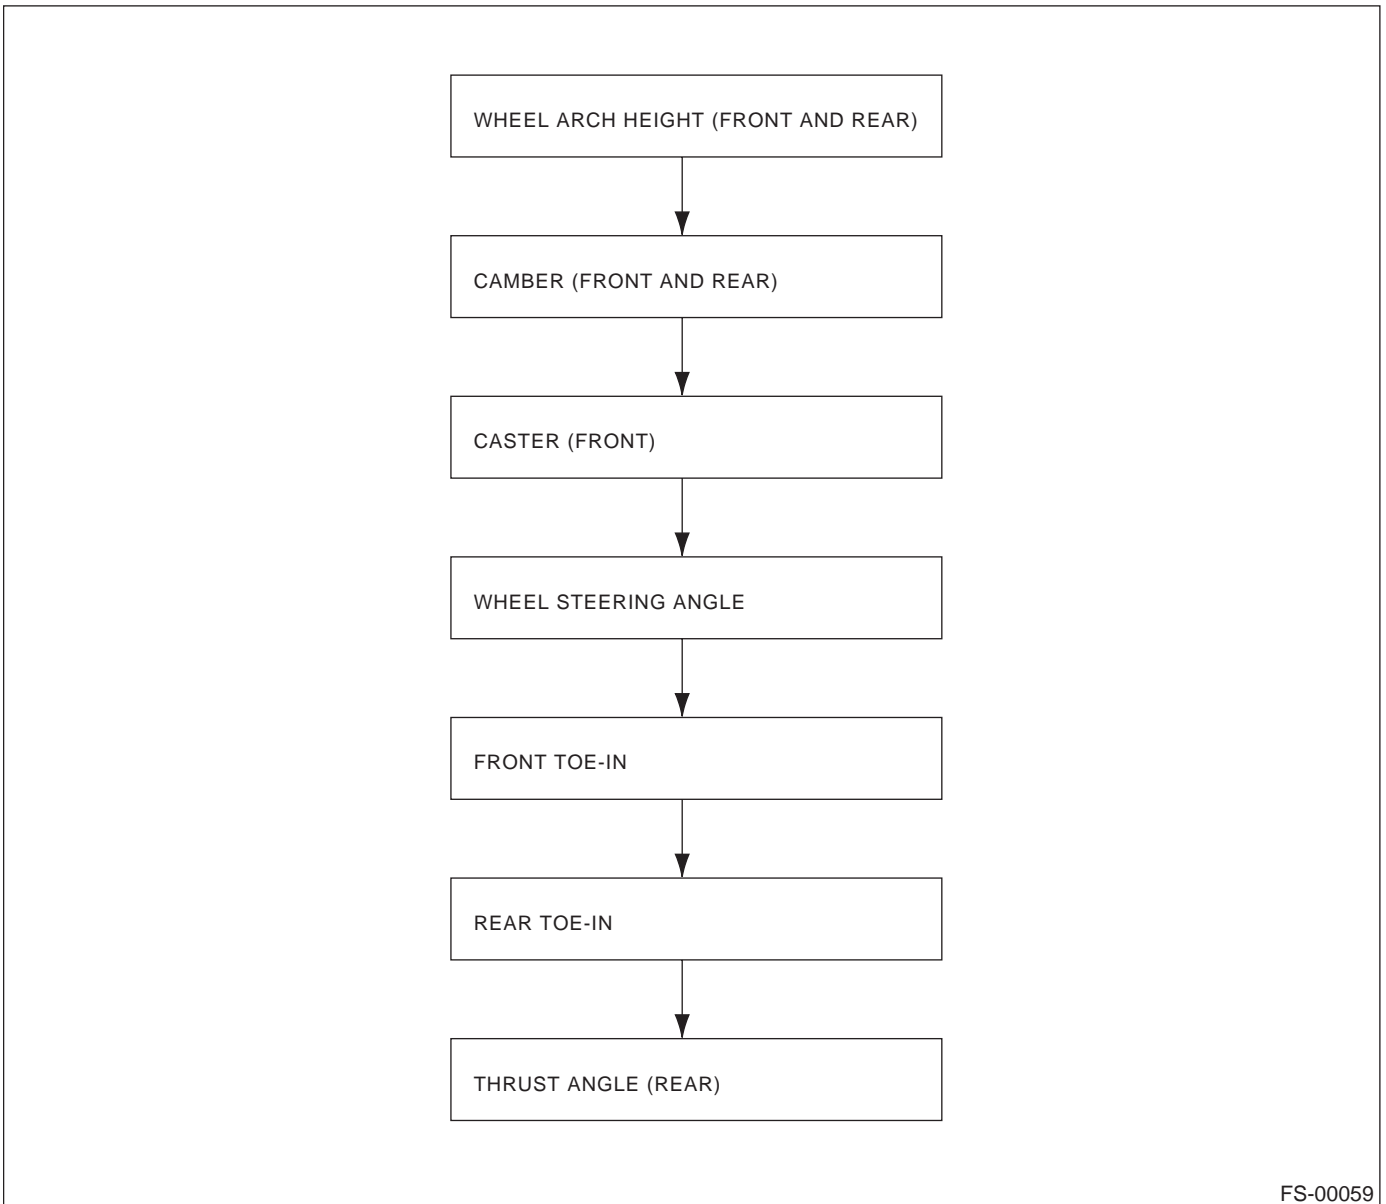 WHEEL ARCH HEIGHT (FRONT AND REAR)
CAMBER (FRONT AND REAR)
CASTER (FRONT)
WHEEL STEERING ANGLE
FRONT TOE-IN
REAR TOE-IN
THRUST ANGLE (REAR)
FS-00059